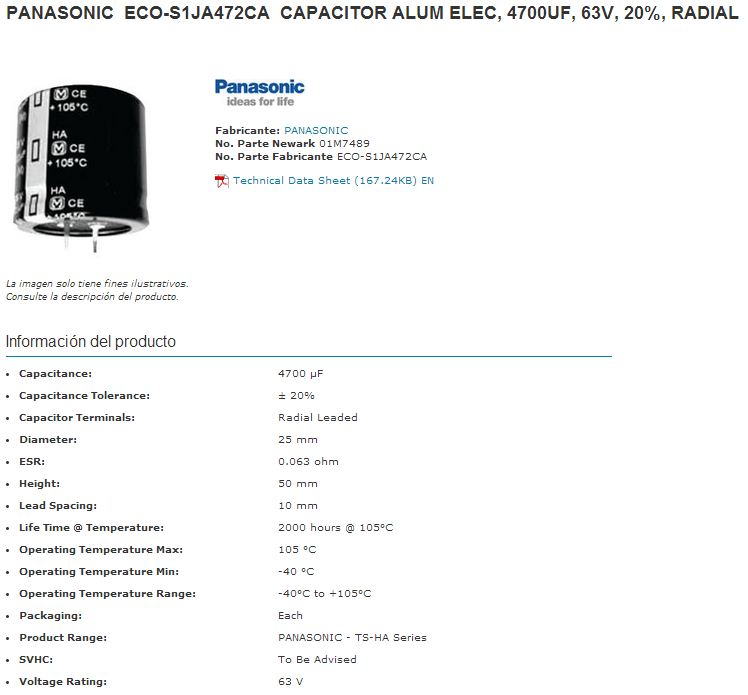 PANASONIC ECO-S1JA472CA CAPACITOR ALUM ELEC, 4700UF, 63V, 20%, RADIAL
M CE
+105°C
HA
M CE
+105°C
HA
M CE
+105°C
Panasonic
ideas for life
Fabricante: PANASONIC
No. Parte Newark 01M7489
No. Parte Fabricante ECO-S1JA472CA
Technical Data Sheet (167.24KB) EN
La imagen solo tiene fines ilustrativos.
Consulte la descripción del producto.
Información del producto
Capacitance: 4700 µF
Capacitance Tolerance: ± 20%
Capacitor Terminals: Radial Leaded
Diameter: 25 mm
ESR: 0.063 ohm
Height: 50 mm
Lead Spacing: 10 mm
Life Time @ Temperature: 2000 hours @ 105°C
Operating Temperature Max: 105 °C
Operating Temperature Min: -40 °C
Operating Temperature Range: -40°C to +105°C
Packaging: Each
Product Range: PANASONIC - TS-HA Series
SVHC: To Be Advised
Voltage Rating: 63 V